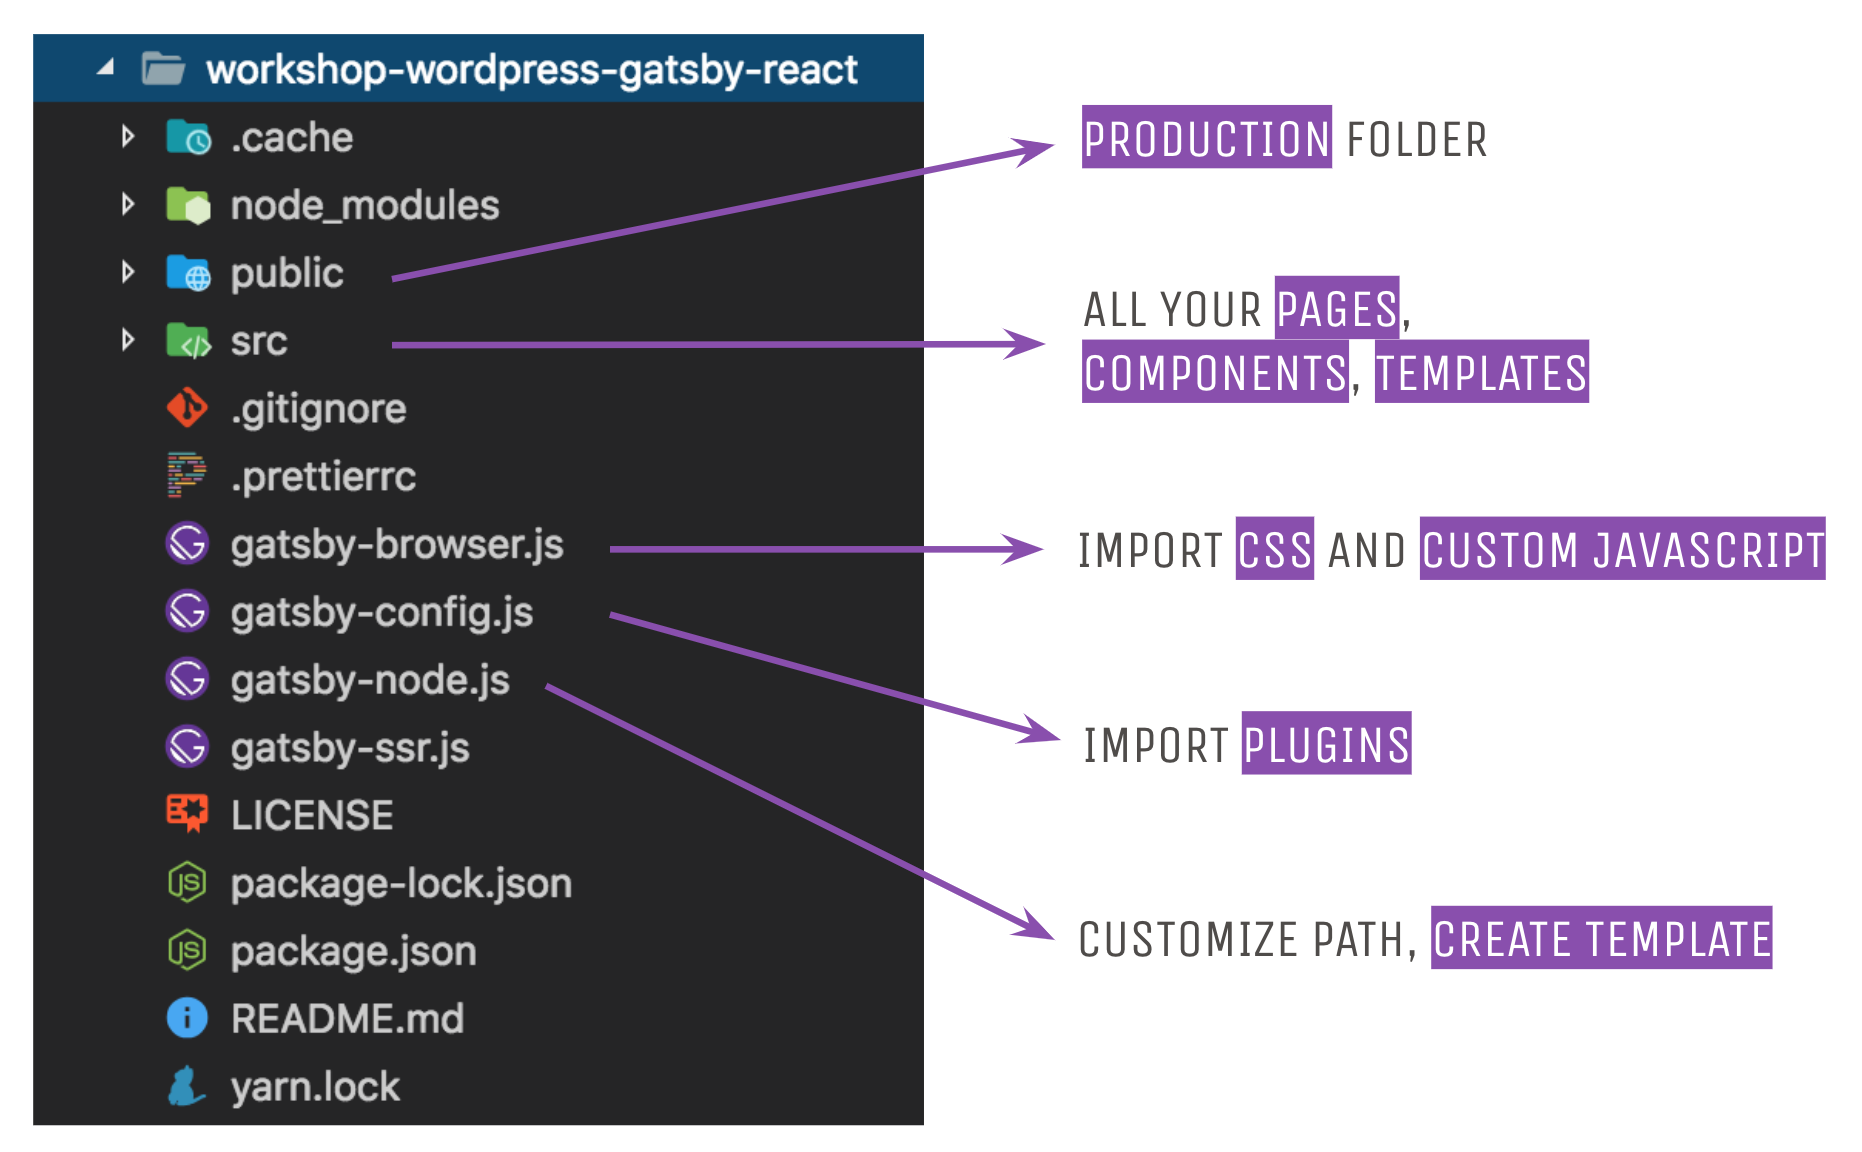 workshop-wordpress-gatsby-react
.cache
node_modules
public
src
.gitignore
.prettierrc
gatsby-browser.js
gatsby-config.js
gatsby-node.js
gatsby-ssr.js
LICENSE
package-lock.json
package.json
README.md
yarn.lock
PRODUCTION FOLDER
ALL YOUR PAGES,
COMPONENTS, TEMPLATES
IMPORT CSS AND CUSTOM JAVASCRIPT
IMPORT PLUGINS
CUSTOMIZE PATH, CREATE TEMPLATE